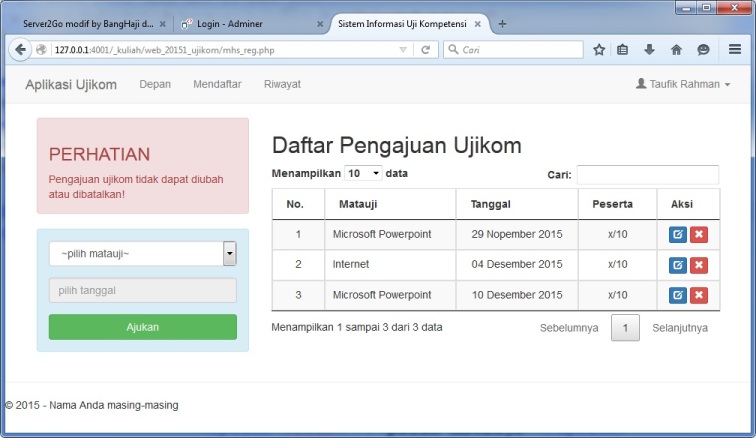 Server2Go modif by BangHaji d...
Login - Adminer
Sistem Informasi Uji Kompetensi
127.0.0.1:4001/_kuliah/web_20151_ujikom/mhs_reg.php
Cari
Aplikasi Ujikom Depan Mendaftar Riwayat Taufik Rahman
PERHATIAN
Pengajuan ujikom tidak dapat diubah
atau dibatalkan!
~pilih matauji~
pilih tanggal
Ajukan
Daftar Pengajuan Ujikom
Menampilkan 10 data Cari:
No. Matauji Tanggal Peserta Aksi
1 Microsoft Powerpoint 29 Nopember 2015 x/10
2 Internet 04 Desember 2015 x/10
3 Microsoft Powerpoint 10 Desember 2015 x/10
Menampilkan 1 sampai 3 dari 3 data Sebelumnya 1 Selanjutnya
© 2015 - Nama Anda masing-masing